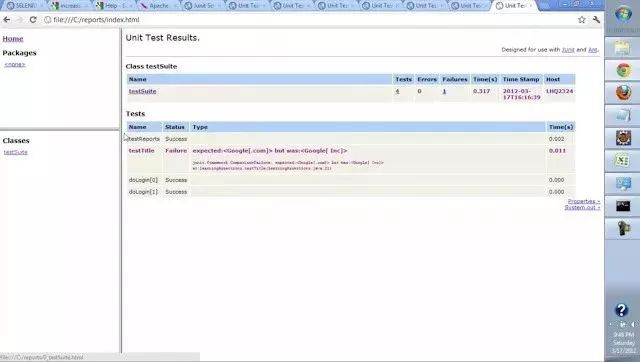 SELENI
increase
Help - E
Apache
Junit Se
Unit Te
Unit Te
Unit Te
Unit Te
Unit Te
Unit Te
Unit Te
file:///C:/reports/index.html
Home
Packages
<none>
Classes
testSuite
Unit Test Results.
Designed for use with JUnit and Ant.
Class testSuite
Name Tests Errors Failures Time(s) Time Stamp Host
testSuite 4 0 1 0.317 2012-03-17T16:16:39 LHQ2324
Tests
Name Status Type Time(s)
testReports Success 0.002
testTitle Failure expected:<Google[.com]> but was:<Google[ Inc]> 0.011
junit.framework.ComparisonFailure: expected:<Google[.com]> but was:<Google[ Inc]>
at learningAssertions.testTitle(learningAssertions.java:21)
doLogin[0] Success 0.000
doLogin[1] Success 0.000
Properties »
System.out »
file:///C:/reports/0_testSuite.html
9:48 PM
Saturday
3/17/2012